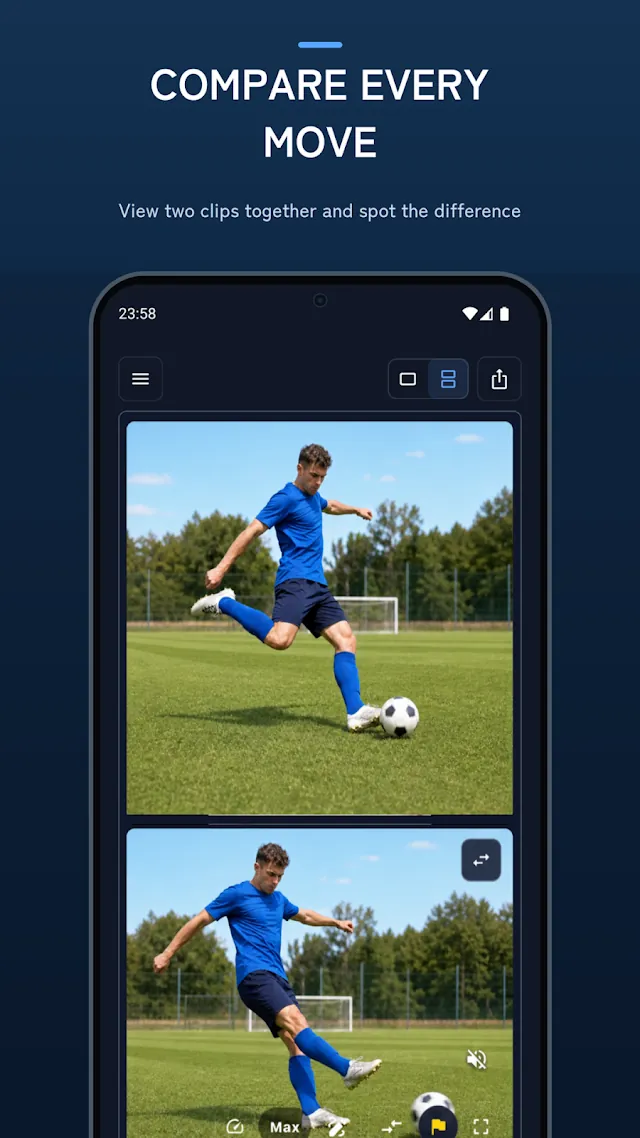 COMPARE EVERY
MOVE
View two clips together and spot the difference
23:58
Max